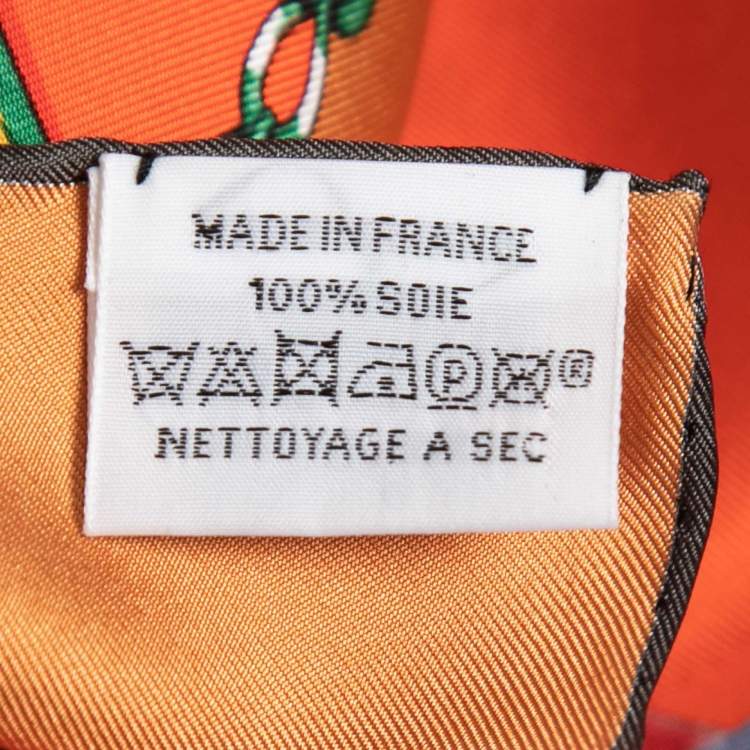 MADE IN FRANCE
100% SOIE
P ®
NETTOYAGE A SEC